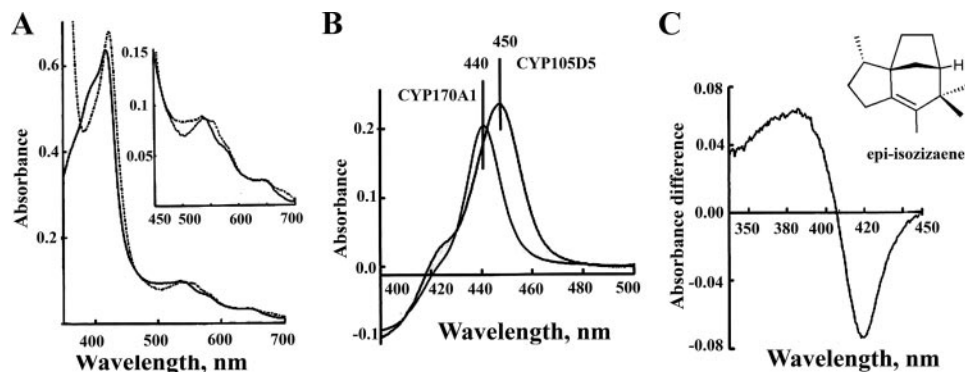 A
0.6
0.4
0.2
Absorbance
400 500 600 700
Wavelength, nm
0.15
0.1
0.05
450 500 600 700
B
450
440
CYP105D5
CYP170A1
0.2
0.1
0.0
-0.1
Absorbance
400 420 440 460 480 500
Wavelength, nm
C
H
epi-isozizaene
0.08
0.04
0.00
-0.04
-0.08
Absorbance difference
350 360 380 400 420 450
Wavelength, nm